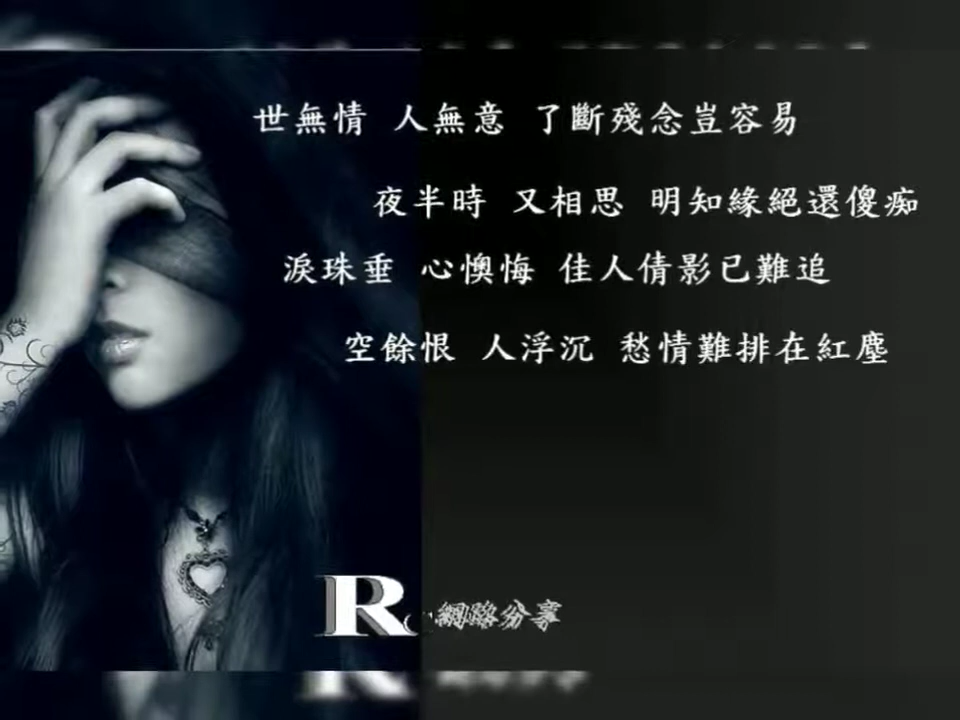 世無情 人無意 了斷殘念豈容易
夜半時 又相思 明知緣絕還傻痴
淚珠垂 心懊悔 佳人倩影已難追
空餘恨 人浮沉 愁情難排在紅塵
R 網路分享